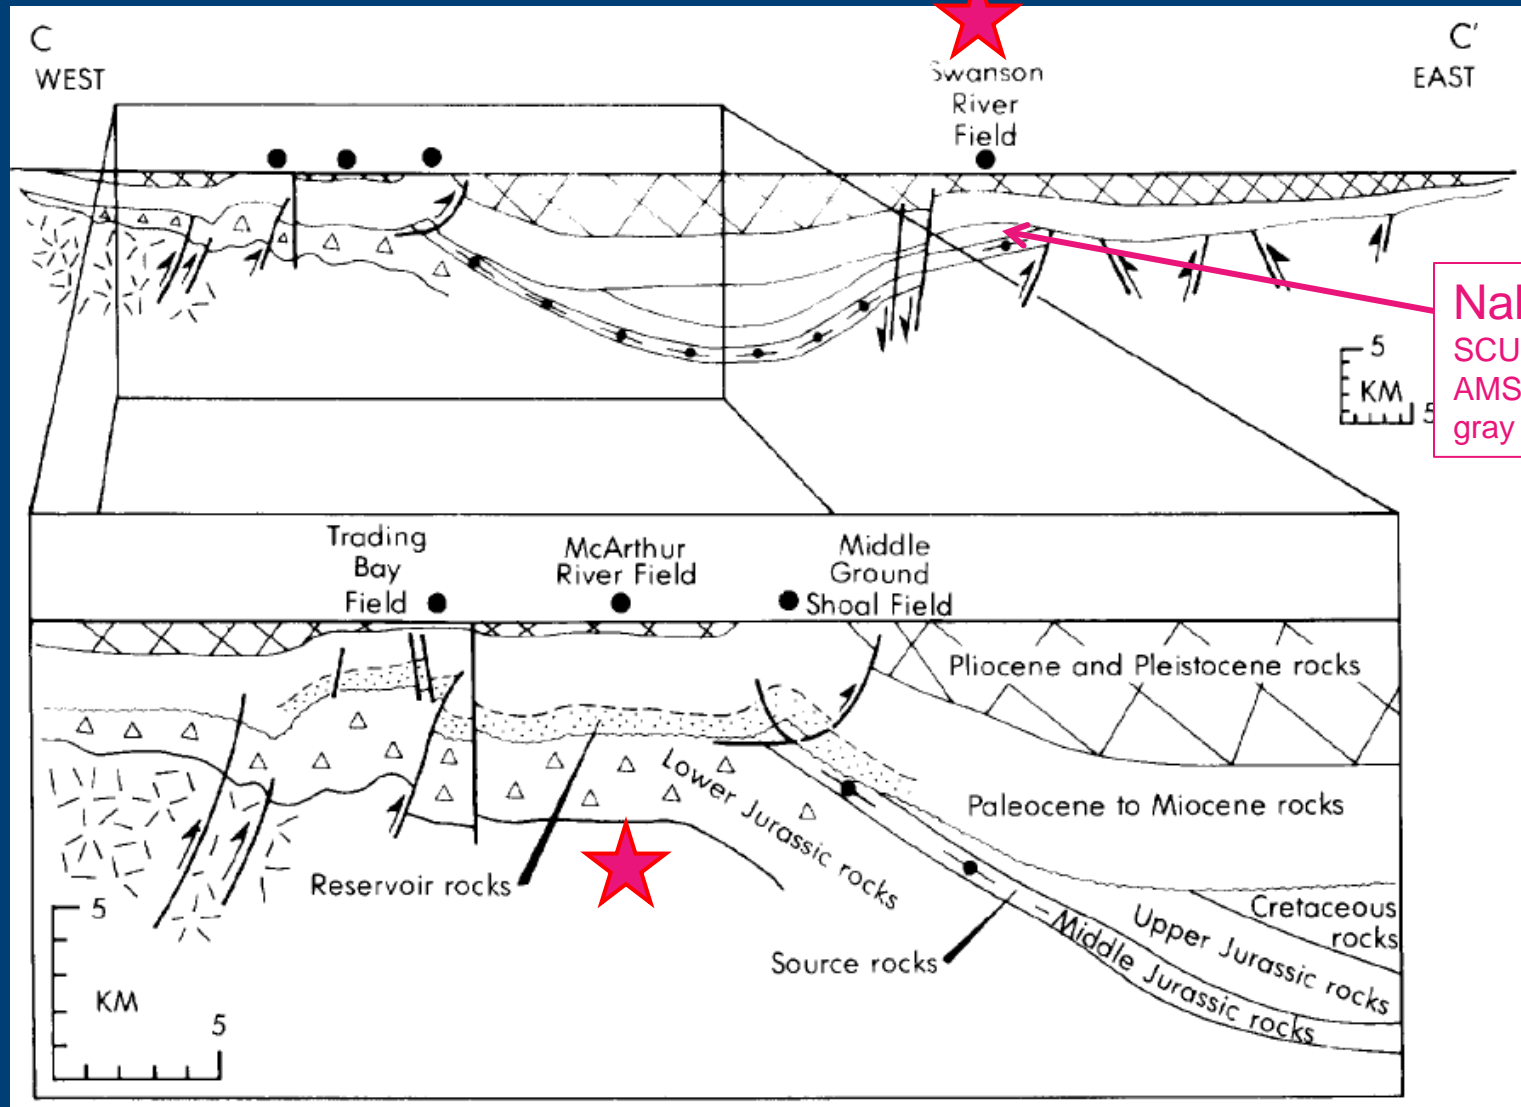 C
WEST
C'
EAST
Swanson
River
Field
5
KM
5
SCU
AMS
gray
Trading
Bay
Field
McArthur
River Field
Middle
Ground
Shoal Field
Pliocene and Pleistocene rocks
Paleocene to Miocene rocks
Lower Jurassic rocks
Reservoir rocks
Source rocks
Cretaceous
rocks
Upper Jurassic rocks
Middle Jurassic rocks
5
KM
5